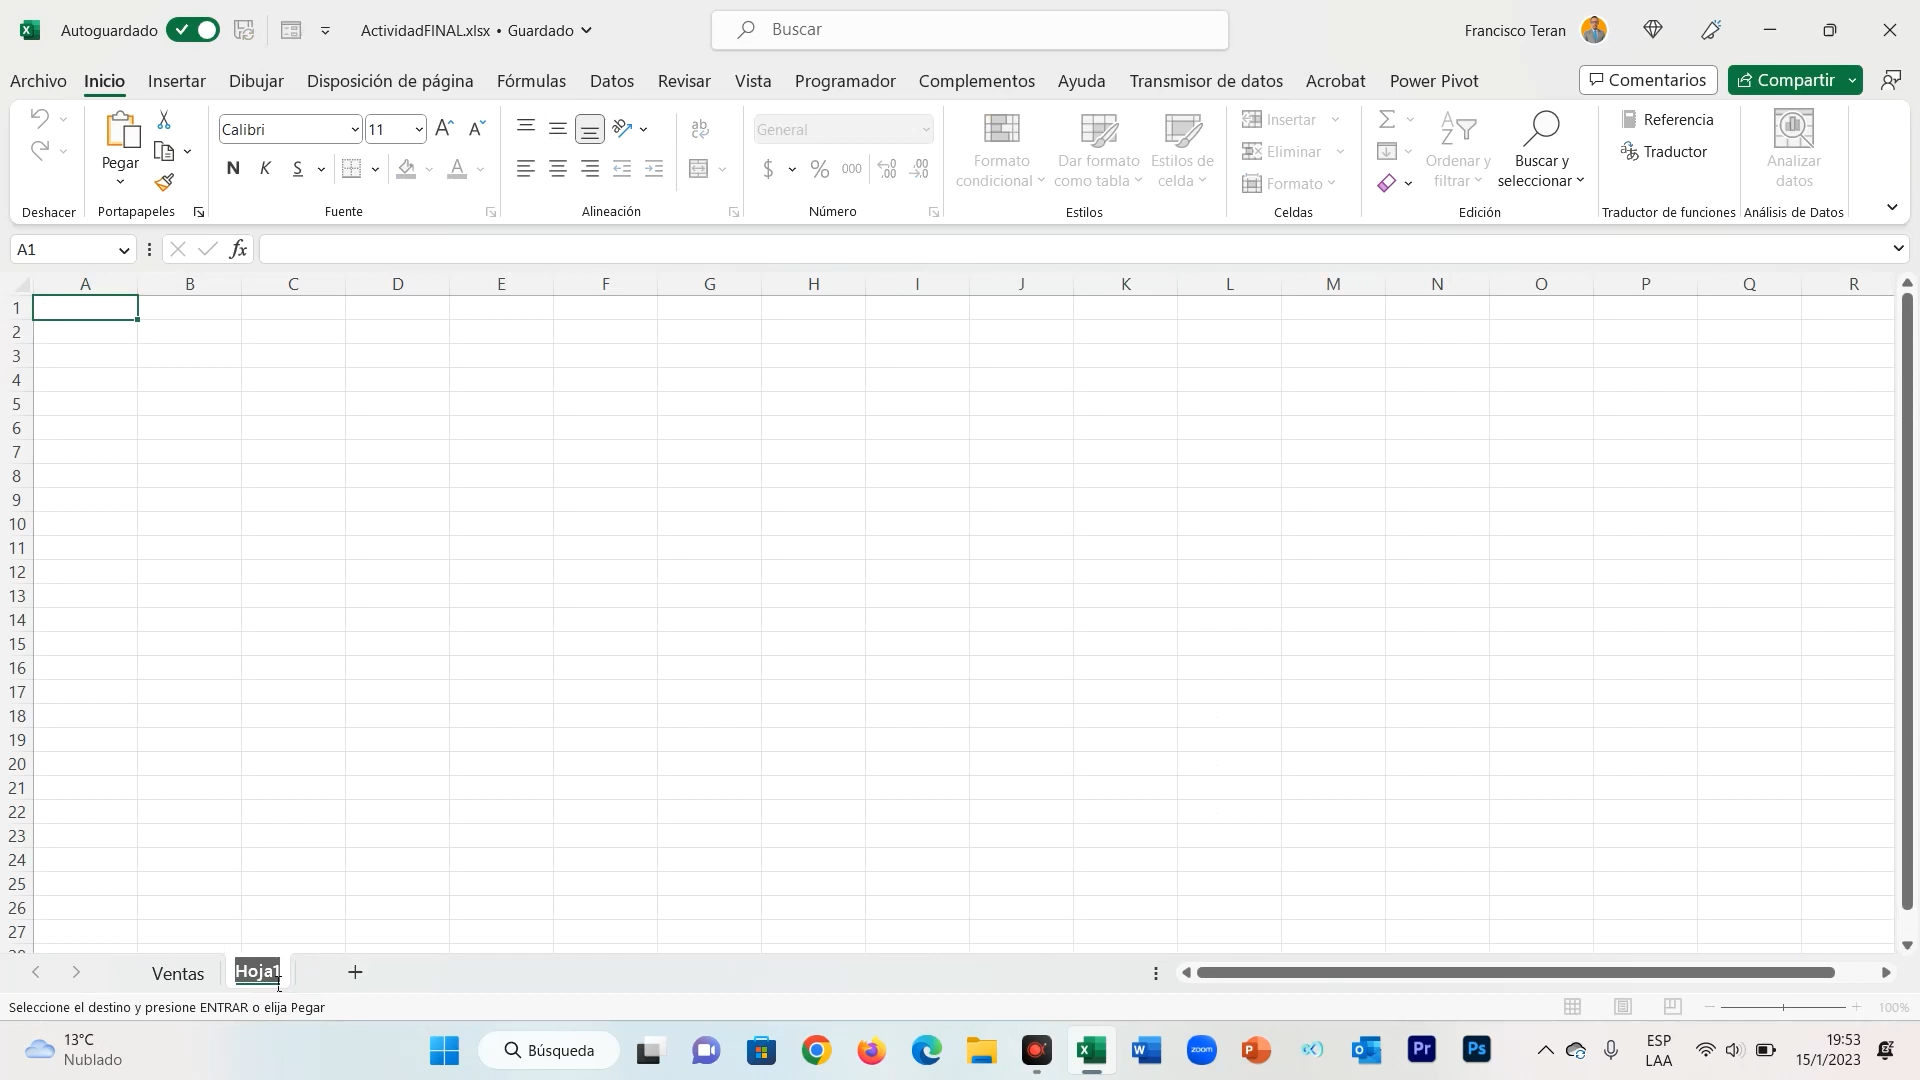 Autoguardado
ActividadFINAL.xlsx • Guardado
Buscar
Francisco Teran
Archivo Inicio Insertar Dibujar Disposición de página Fórmulas Datos Revisar Vista Programador Complementos Ayuda Transmisor de datos Acrobat Power Pivot
Comentarios Compartir
Pegar
Calibri 11
N K S
ab
General
$ % 000
Formato condicional
Dar formato como tabla
Estilos de celda
Insertar
Eliminar
Formato
Ordenar y filtrar
Buscar y seleccionar
Referencia
Traductor
Analizar datos
Deshacer Portapapeles Fuente Alineación Número Estilos Celdas Edición Traductor de funciones Análisis de Datos
A1 fx
A B C D E F G H I J K L M N O P Q R
1
2
3
4
5
6
7
8
9
10
11
12
13
14
15
16
17
18
19
20
21
22
23
24
25
26
27
Ventas Hoja1 +
Seleccione el destino y presione ENTRAR o elija Pegar
100%
13°C
Nublado
Búsqueda
zoom
Pr
Ps
ESP
LAA
19:53
15/1/2023